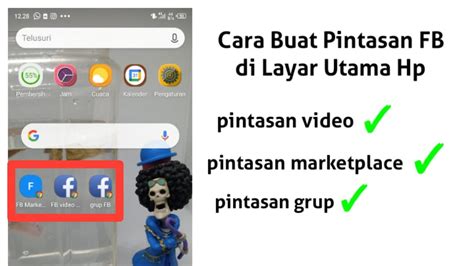 12.28
Telusuri
55%
Pembersih...
Jam
Cuaca
Kalender
Pengaturan
G
F
FB Marke...
FB video ...
grup FB
Cara Buat Pintasan FB
di Layar Utama Hp
pintasan video
pintasan marketplace
pintasan grup